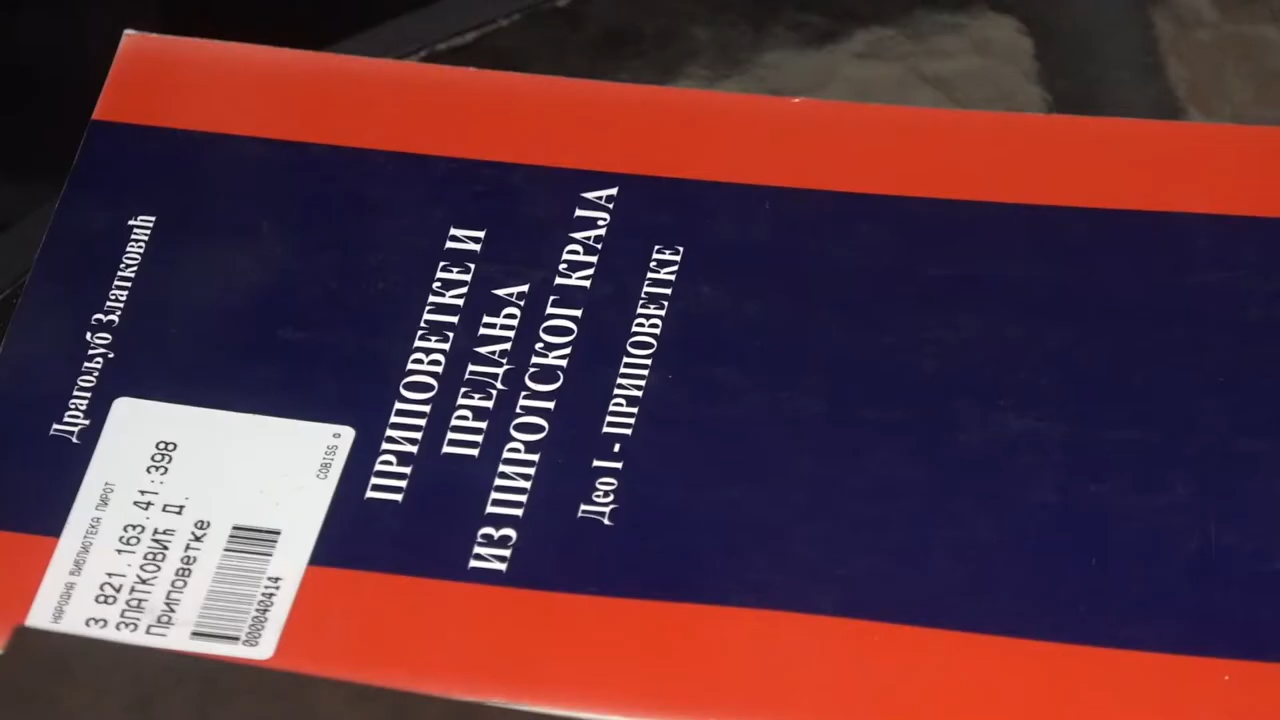 Драгољуб Златковић
ПРИПОВЕТКЕ И
ПРЕДАЊА
ИЗ ПИРОТСКОГ КРАЈА
Део I - ПРИПОВЕТКЕ
НАРОДНА БИБЛИОТЕКА ПИРОТ
3 821.163.41:398
ЗЛАТКОВИЋ Д.
Приповетке
000040414
COBISS ©